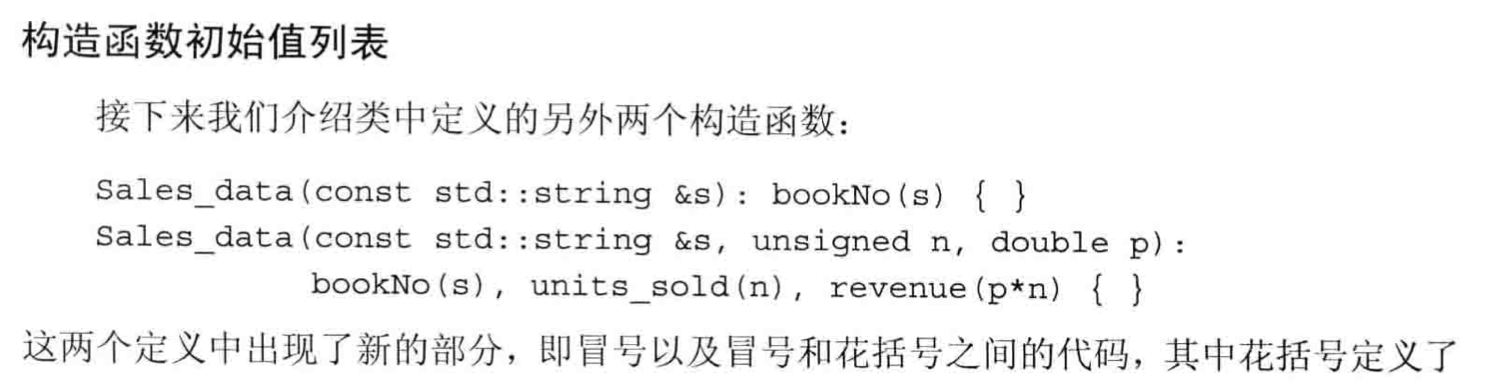 构造函数初始值列表
接下来我们介绍类中定义的另外两个构造函数：
Sales_data(const std::string &s): bookNo(s) { }
Sales_data(const std::string &s, unsigned n, double p):
bookNo(s), units_sold(n), revenue(p*n) { }
这两个定义中出现了新的部分，即冒号以及冒号和花括号之间的代码，其中花括号定义了